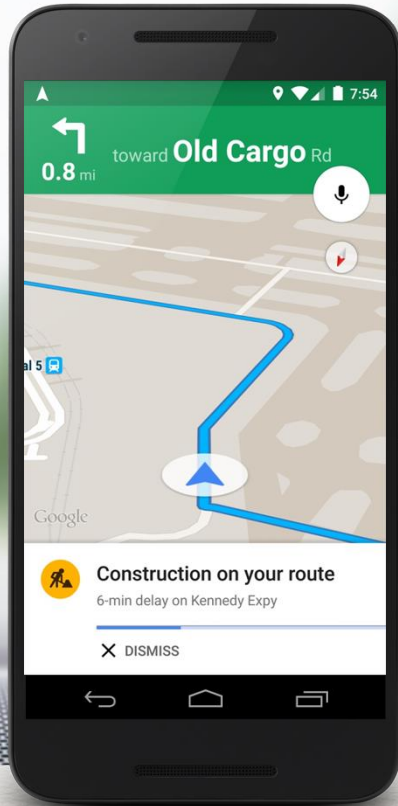 7:54
0.8 mi
toward Old Cargo Rd
al 5
Google
Construction on your route
6-min delay on Kennedy Expy
DISMISS